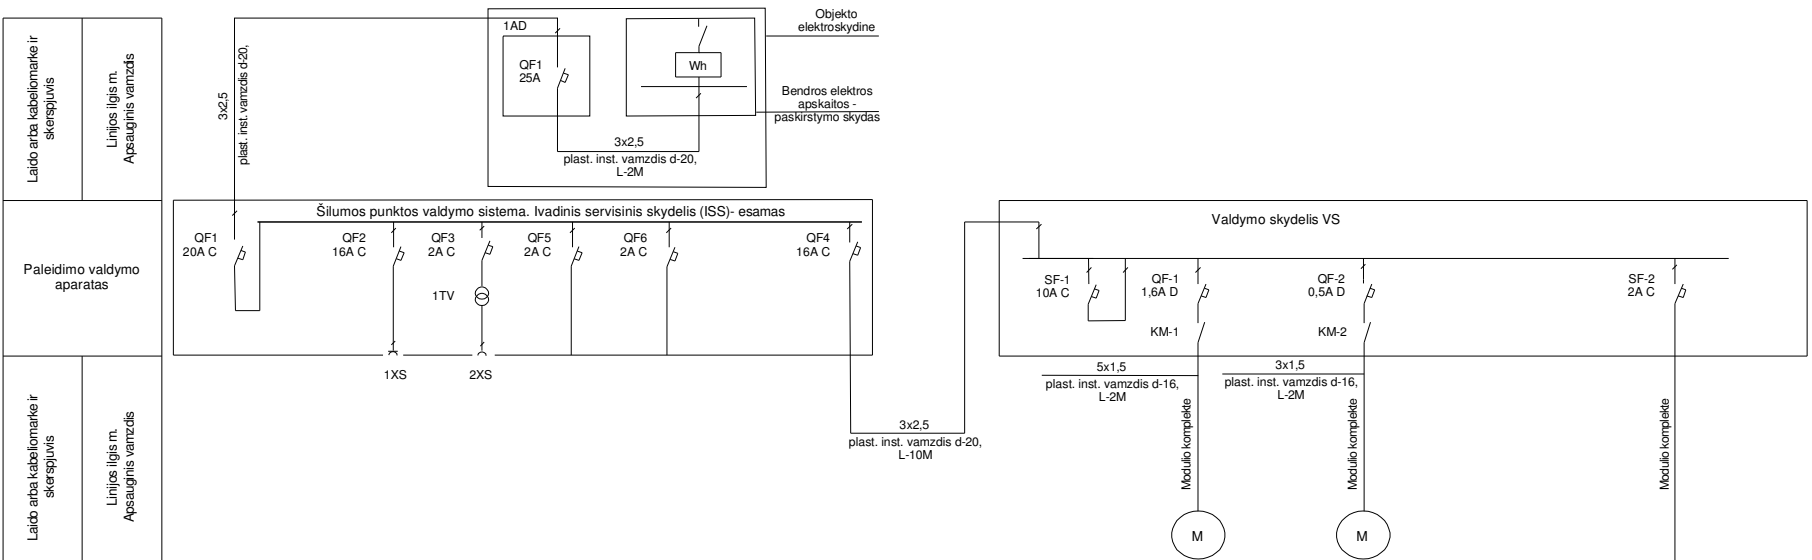 Laido arba kabeliomarke ir
skerspjuvis
Linijos ilgis m.
Apsauginis vamzdis
3x2,5
plast. inst. vamzdis d-20,
1AD
QF1
25A
Wh
3x2,5
plast. inst. vamzdis d-20,
L-2M
Objekto
elektroskydine
Bendros elektros
apskaitos -
paskirstymo skydas
Paleidimo valdymo
aparatas
Šilumos punktos valdymo sistema. Ivadinis servisinis skydelis (ISS)- esamas
QF1
20A C
QF2
16A C
QF3
2A C
QF5
2A C
QF6
2A C
QF4
16A C
1TV
1XS
2XS
3x2,5
plast. inst. vamzdis d-20,
L-10M
Valdymo skydelis VS
SF-1
10A C
QF-1
1,6A D
QF-2
0,5A D
SF-2
2A C
KM-1
KM-2
Laido arba kabeliomarke ir
skerspjuvis
Linijos ilgis m.
Apsauginis vamzdis
5x1,5
plast. inst. vamzdis d-16,
L-2M
3x1,5
plast. inst. vamzdis d-16,
L-2M
Modulio komplekte
Modulio komplekte
Modulio komplekte
M
M